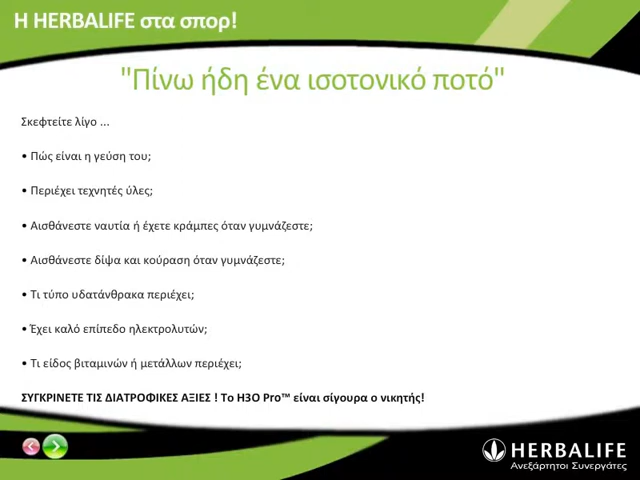 Η HERBALIFE στα σπορ!
"Πίνω ήδη ένα ισοτονικό ποτό"
Σκεφτείτε λίγο ...
• Πώς είναι η γεύση του;
• Περιέχει τεχνητές ύλες;
• Αισθάνεστε ναυτία ή έχετε κράμπες όταν γυμνάζεστε;
• Αισθάνεστε δίψα και κούραση όταν γυμνάζεστε;
• Τι τύπο υδατάνθρακα περιέχει;
• Έχει καλό επίπεδο ηλεκτρολυτών;
• Τι είδος βιταμινών ή μετάλλων περιέχει;
ΣΥΓΚΡΙΝΕΤΕ ΤΙΣ ΔΙΑΤΡΟΦΙΚΕΣ ΑΞΙΕΣ ! Το H3O Pro™ είναι σίγουρα ο νικητής!
HERBALIFE
Ανεξάρτητοι Συνεργάτες